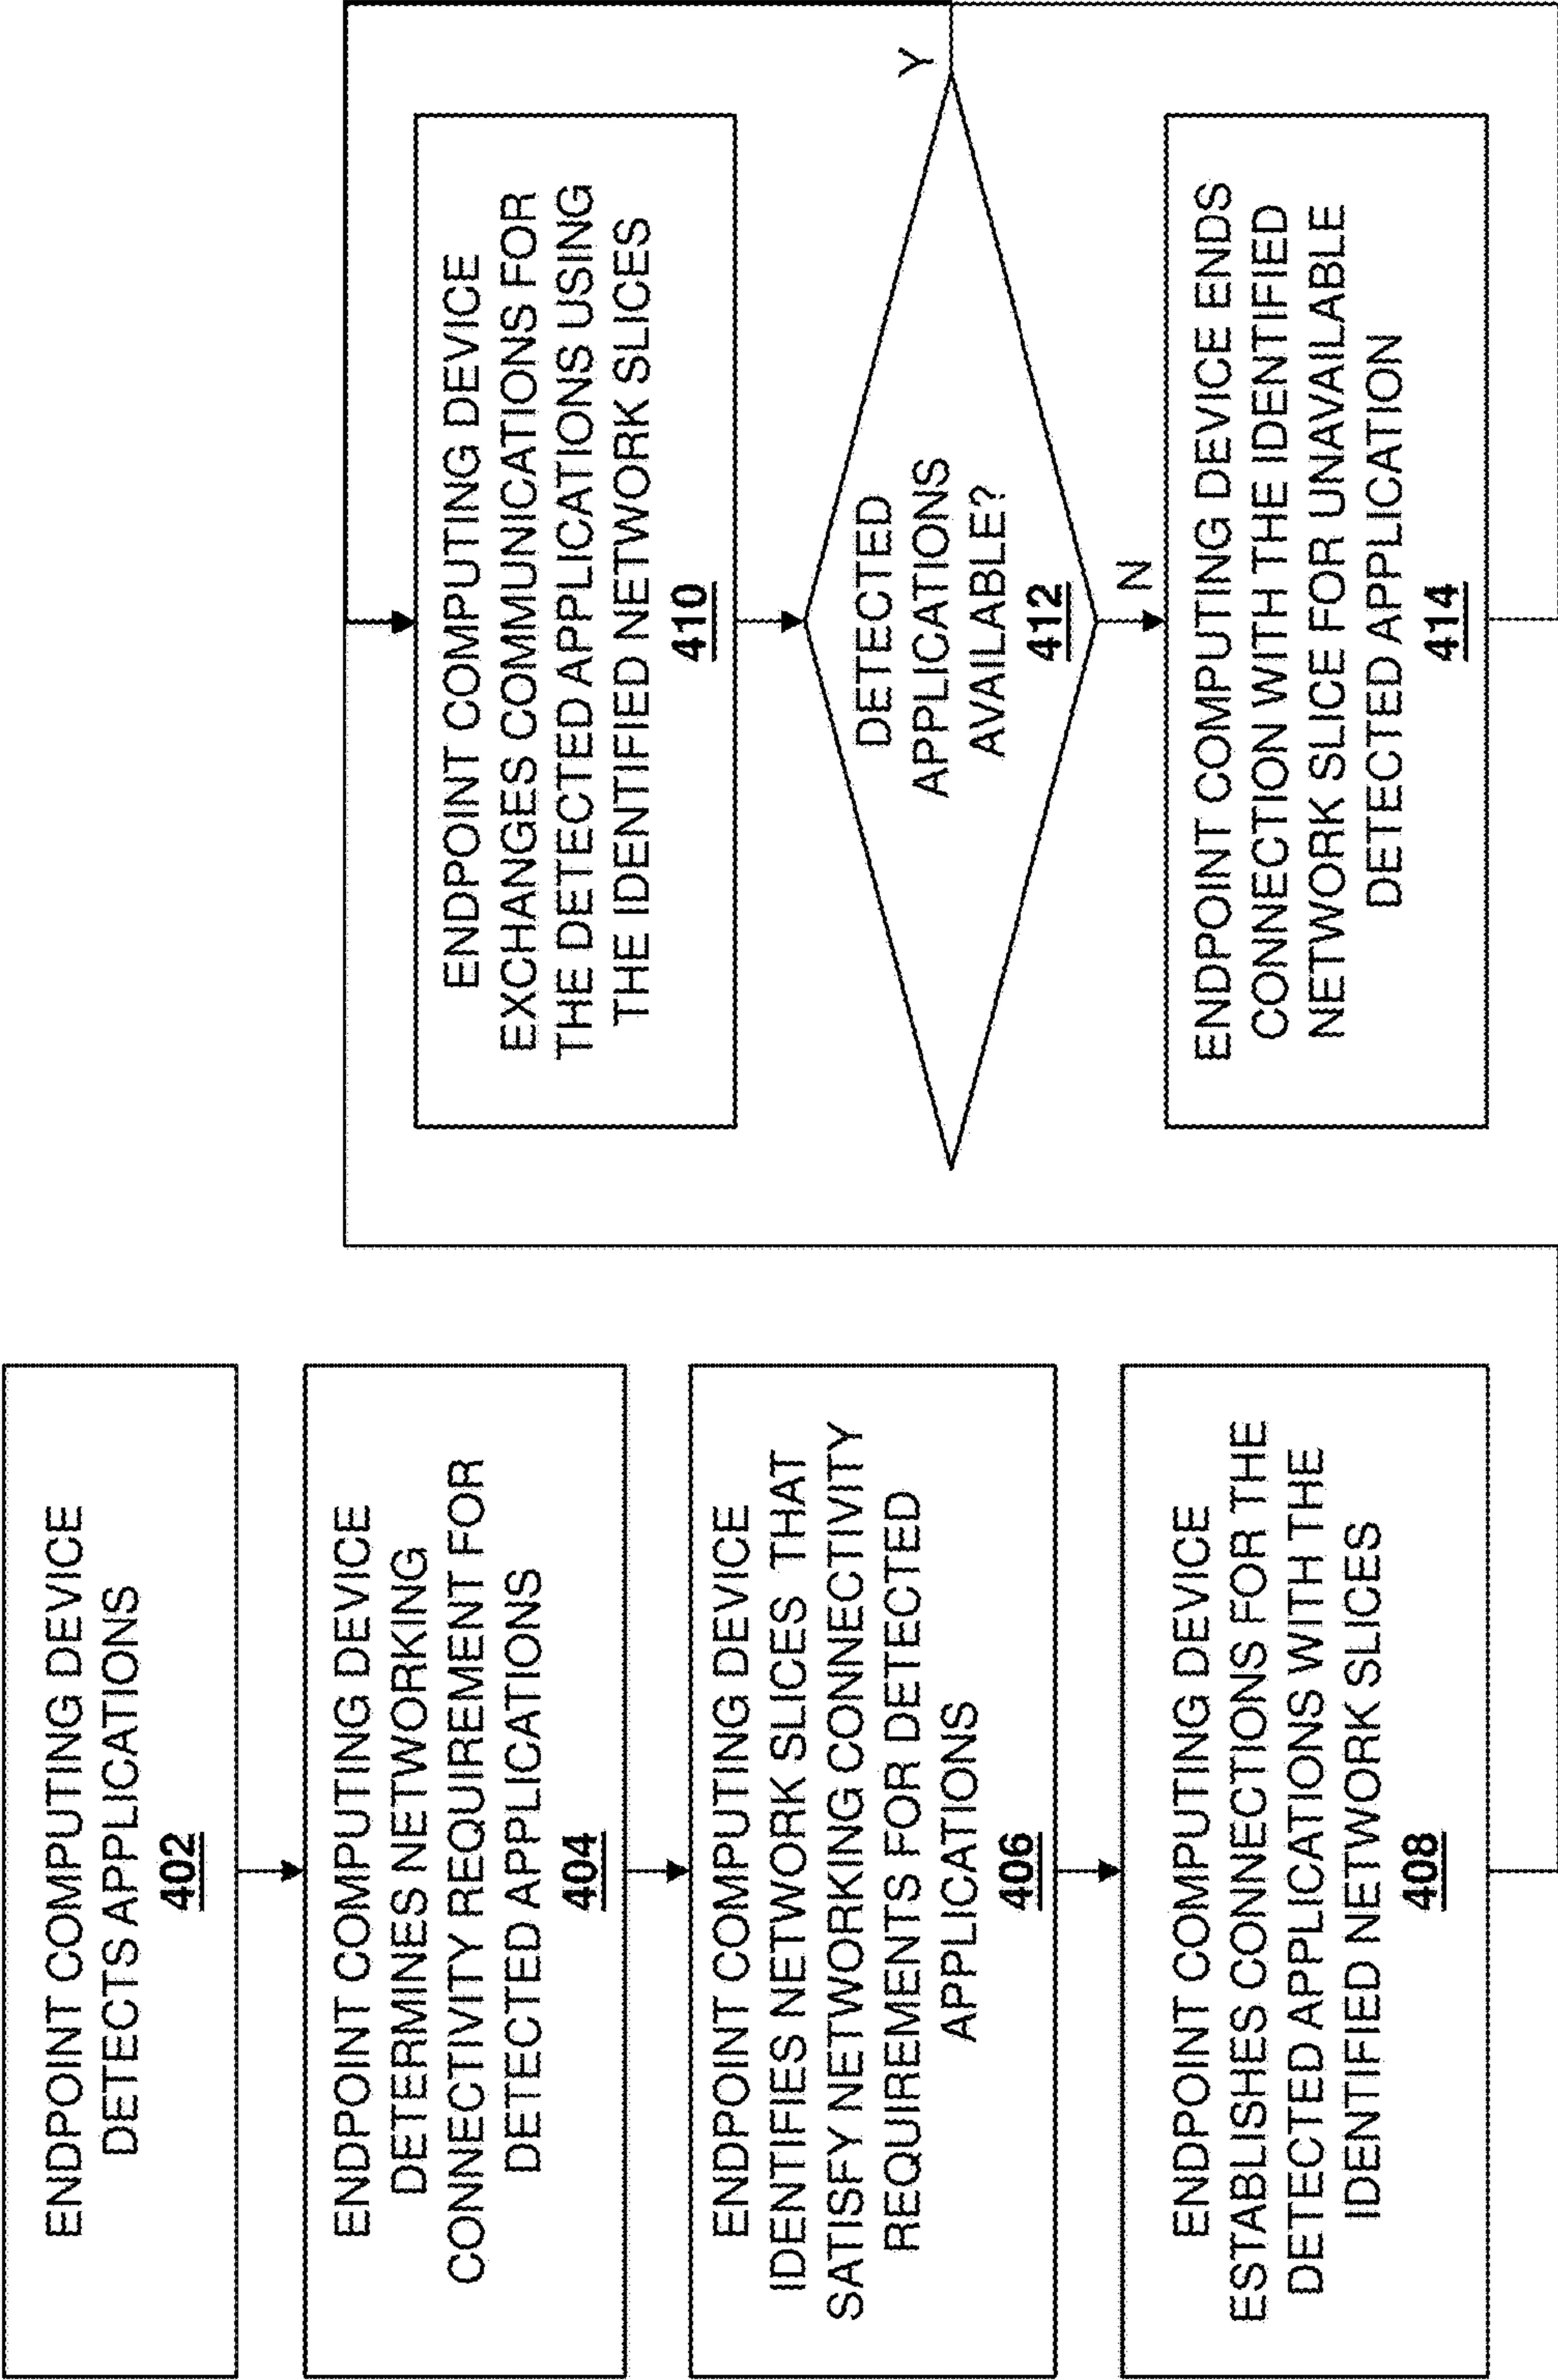 ENDPOINT COMPUTING DEVICE
DETECTS APPLICATIONS
402
ENDPOINT COMPUTING DEVICE
DETERMINES NETWORKING
CONNECTIVITY REQUIREMENT FOR
DETECTED APPLICATIONS
404
ENDPOINT COMPUTING DEVICE
IDENTIFIES NETWORK SLICES THAT
SATISFY NETWORKING CONNECTIVITY
REQUIREMENTS FOR DETECTED
APPLICATIONS
406
ENDPOINT COMPUTING DEVICE
ESTABLISHES CONNECTIONS FOR THE
DETECTED APPLICATIONS WITH THE
IDENTIFIED NETWORK SLICES
408
ENDPOINT COMPUTING DEVICE
EXCHANGES COMMUNICATIONS FOR
THE DETECTED APPLICATIONS USING
THE IDENTIFIED NETWORK SLICES
410
DETECTED
APPLICATIONS
AVAILABLE?
412
Y
N
ENDPOINT COMPUTING DEVICE ENDS
CONNECTION WITH THE IDENTIFIED
NETWORK SLICE FOR UNAVAILABLE
DETECTED APPLICATION
414